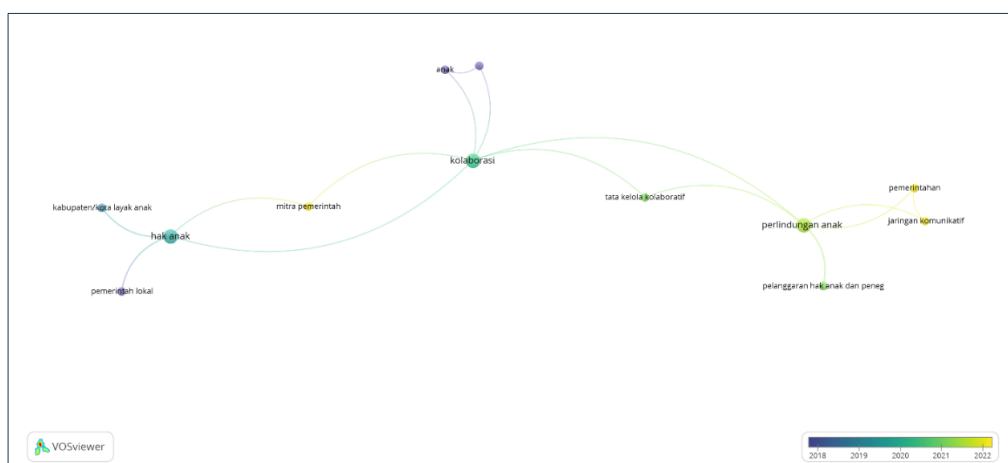 anak
kolaborasi
pemerintahan
tata kelola kolaboratif
kabupaten/kota layak anak
mitra pemerintah
jaringan komunikatif
perlindungan anak
hak anak
pelanggaran hak anak dan peneg
pemerintah lokal
VOSviewer
2018 2019 2020 2021 2022